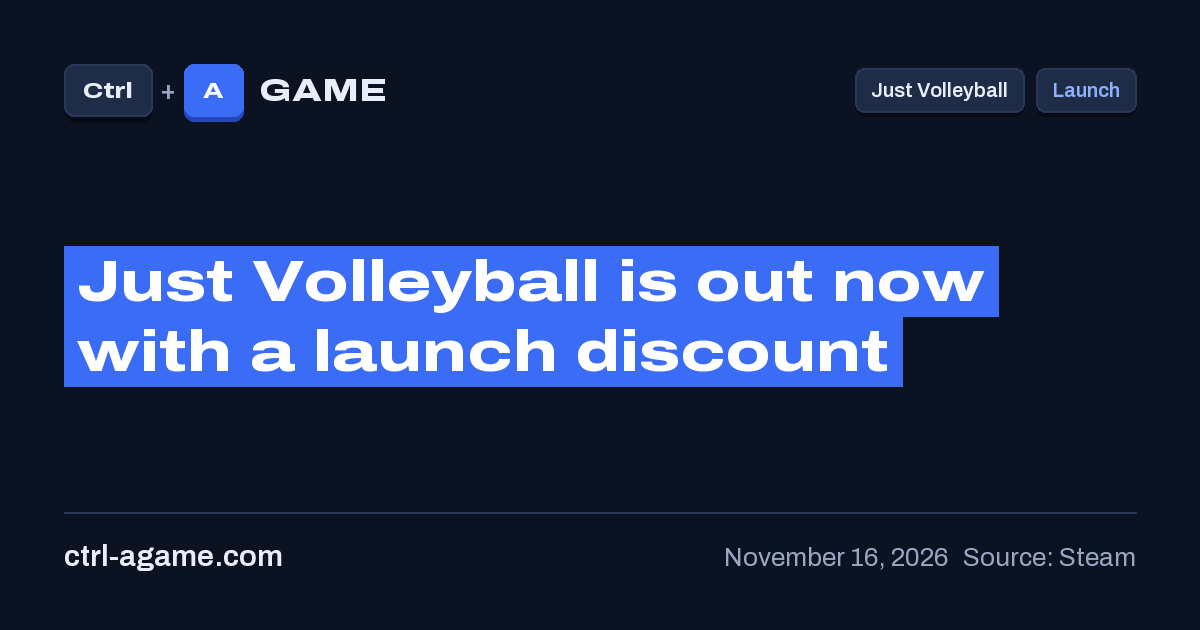 Ctrl + A GAME
Just Volleyball
Launch
Just Volleyball is out now
with a launch discount
ctrl-agame.com
November 16, 2026 Source: Steam